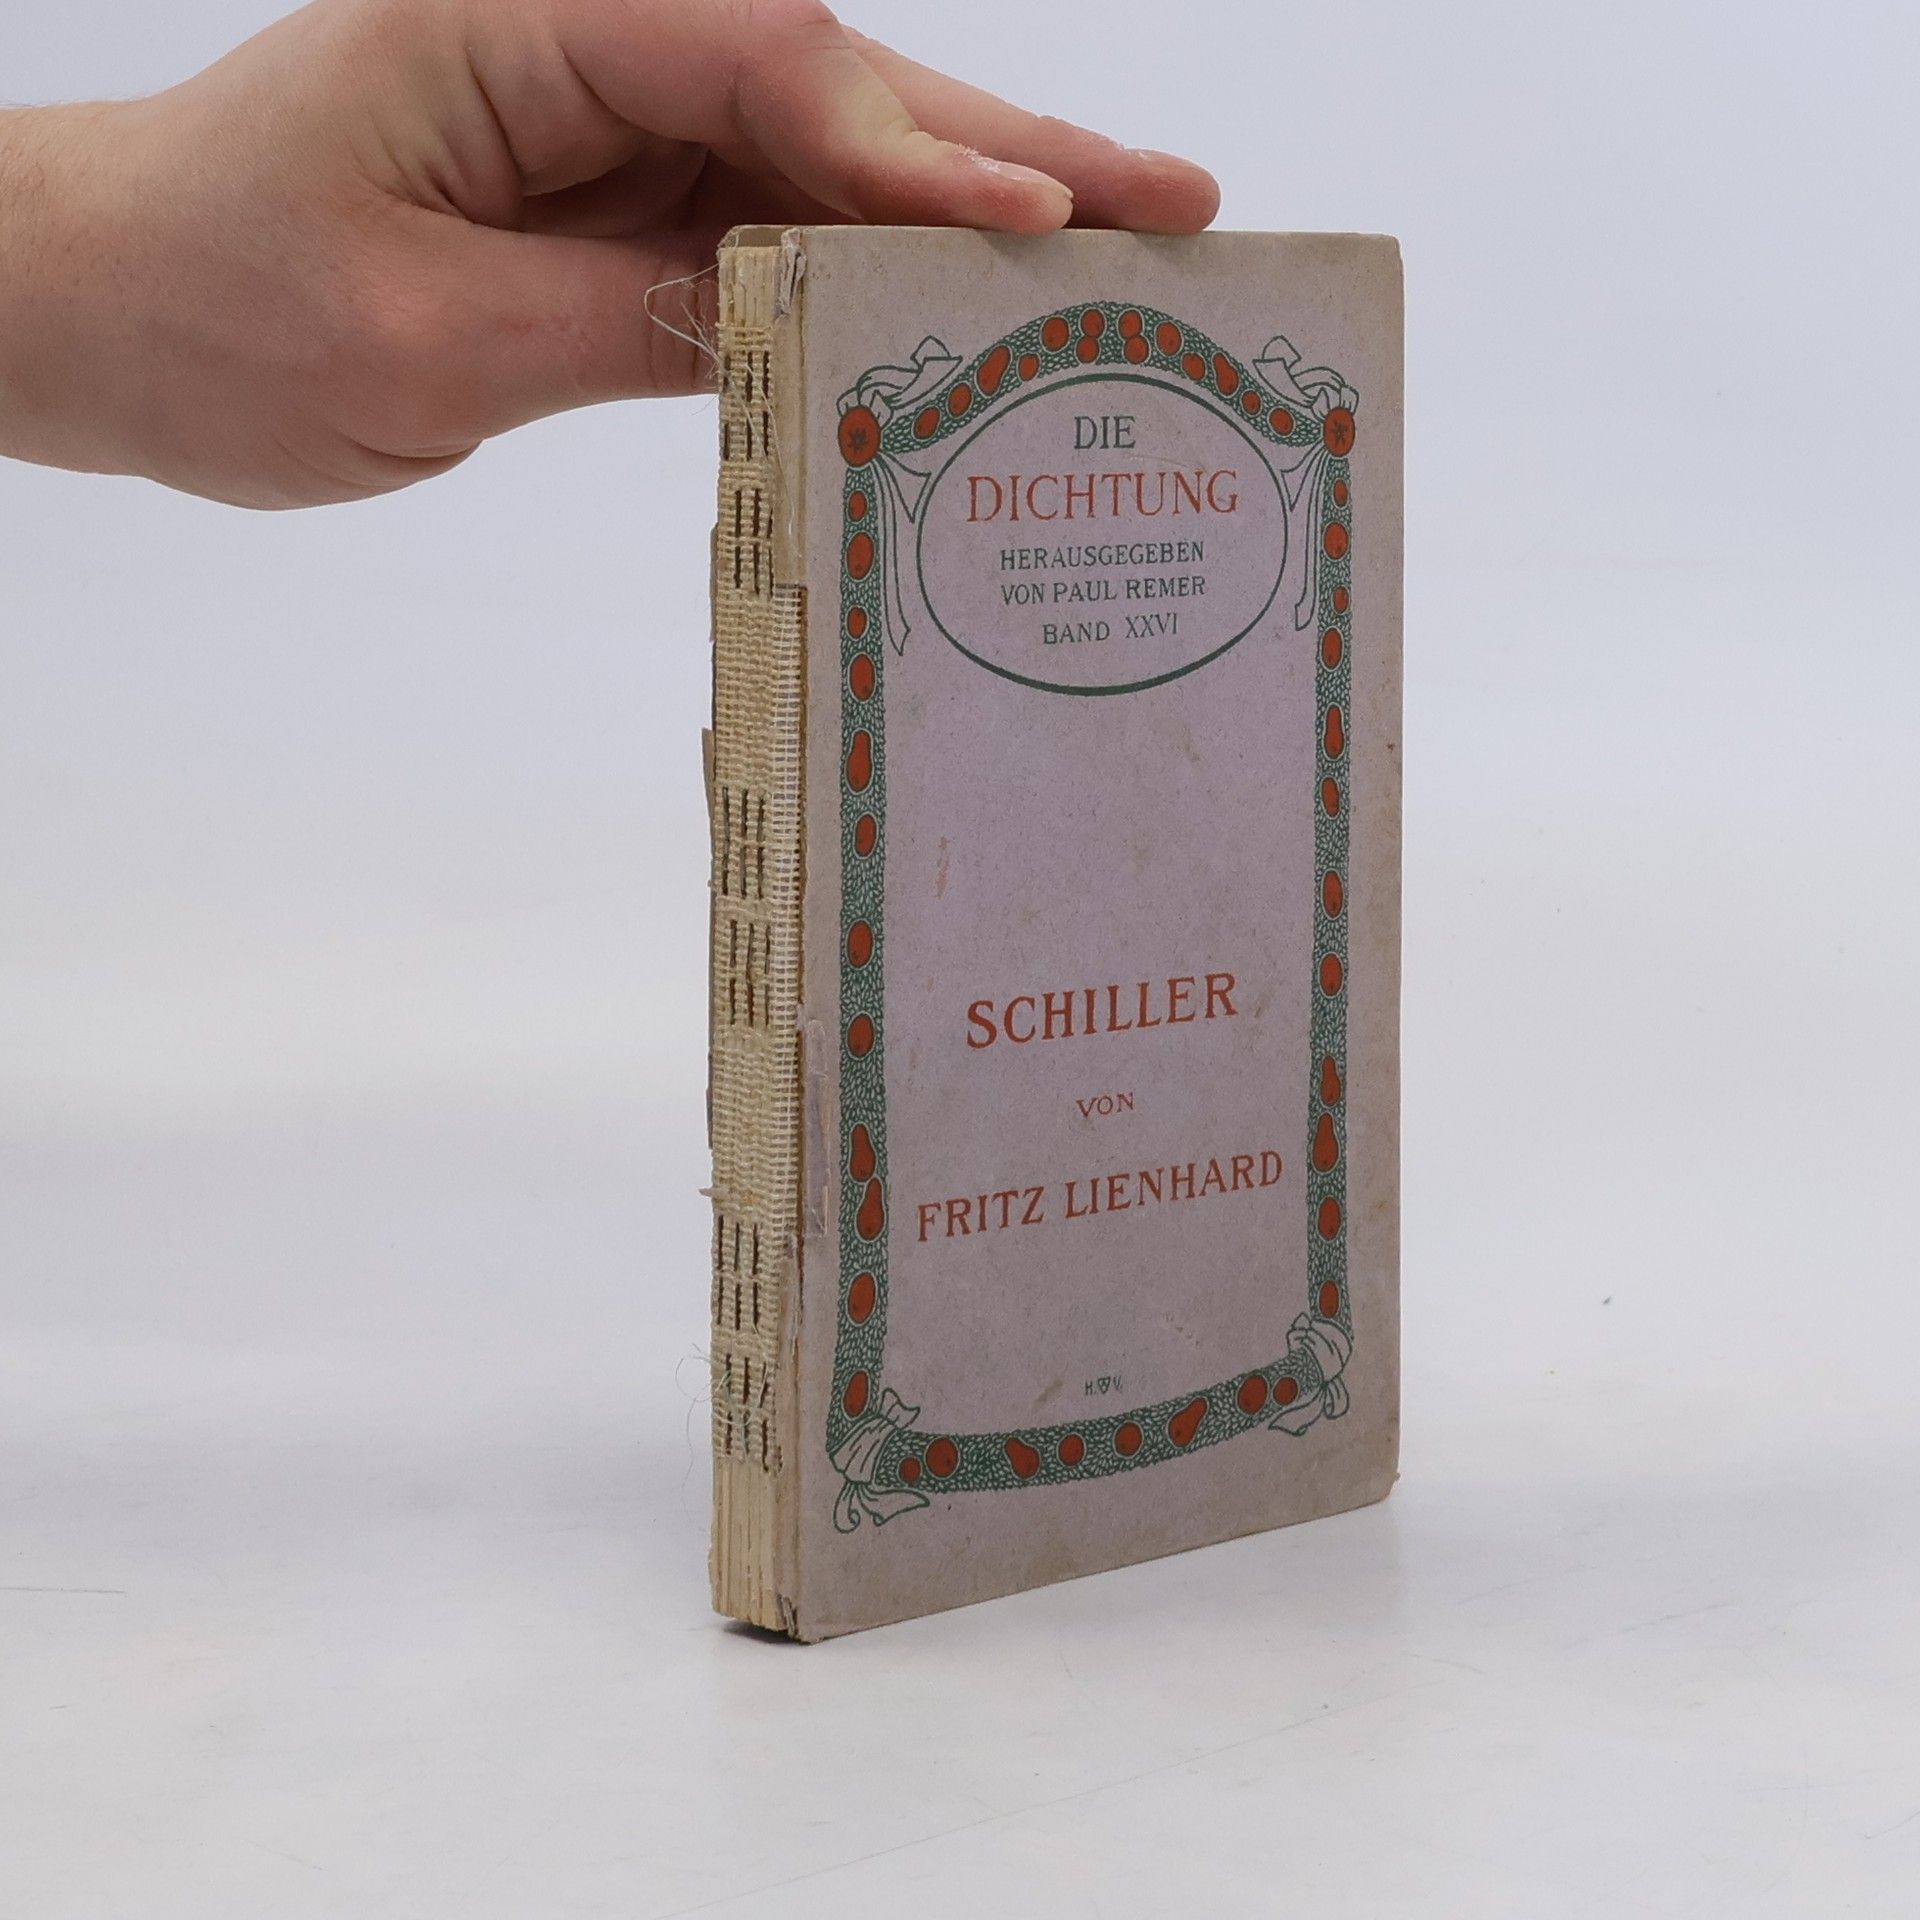 DIE
DICHTUNG
HERAUSGEGEBEN
VON PAUL REMER
BAND XXVI
SCHILLER
VON
FRITZ LIENHARD
H. V.